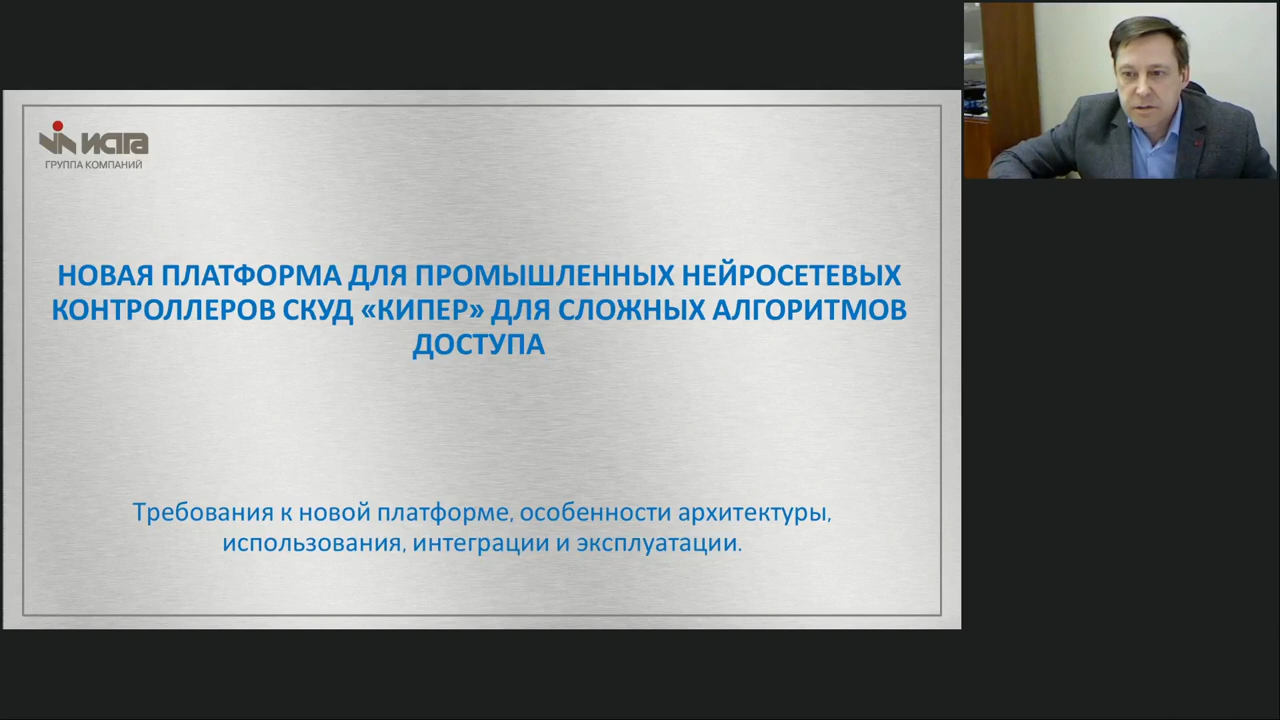 ИСТА
ГРУППА КОМПАНИЙ
НОВАЯ ПЛАТФОРМА ДЛЯ ПРОМЫШЛЕННЫХ НЕЙРОСЕТЕВЫХ
КОНТРОЛЛЕРОВ СКУД «КИПЕР» ДЛЯ СЛОЖНЫХ АЛГОРИТМОВ
ДОСТУПА
Требования к новой платформе, особенности архитектуры,
использования, интеграции и эксплуатации.